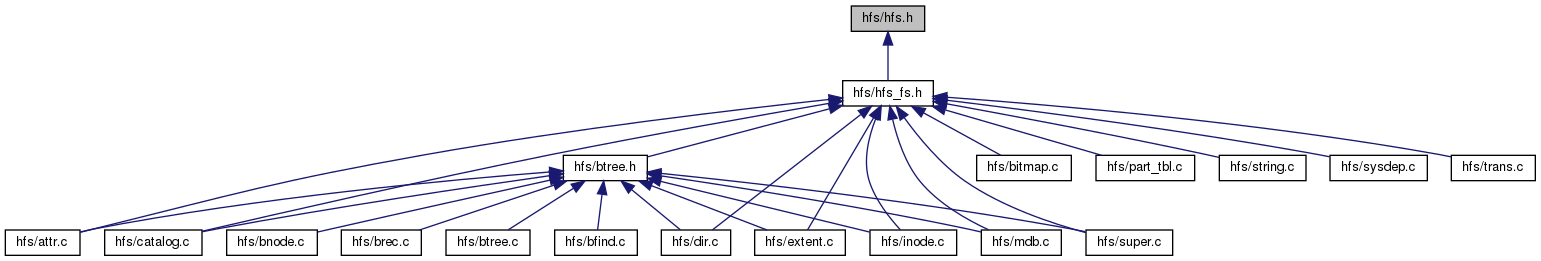 hfs/hfs.h
hfs/hfs_fs.h
hfs/btree.h
hfs/bitmap.c
hfs/part_tbl.c
hfs/string.c
hfs/sysdep.c
hfs/trans.c
hfs/attr.c
hfs/catalog.c
hfs/bnode.c
hfs/brec.c
hfs/btree.c
hfs/bfind.c
hfs/dir.c
hfs/extent.c
hfs/inode.c
hfs/mdb.c
hfs/super.c